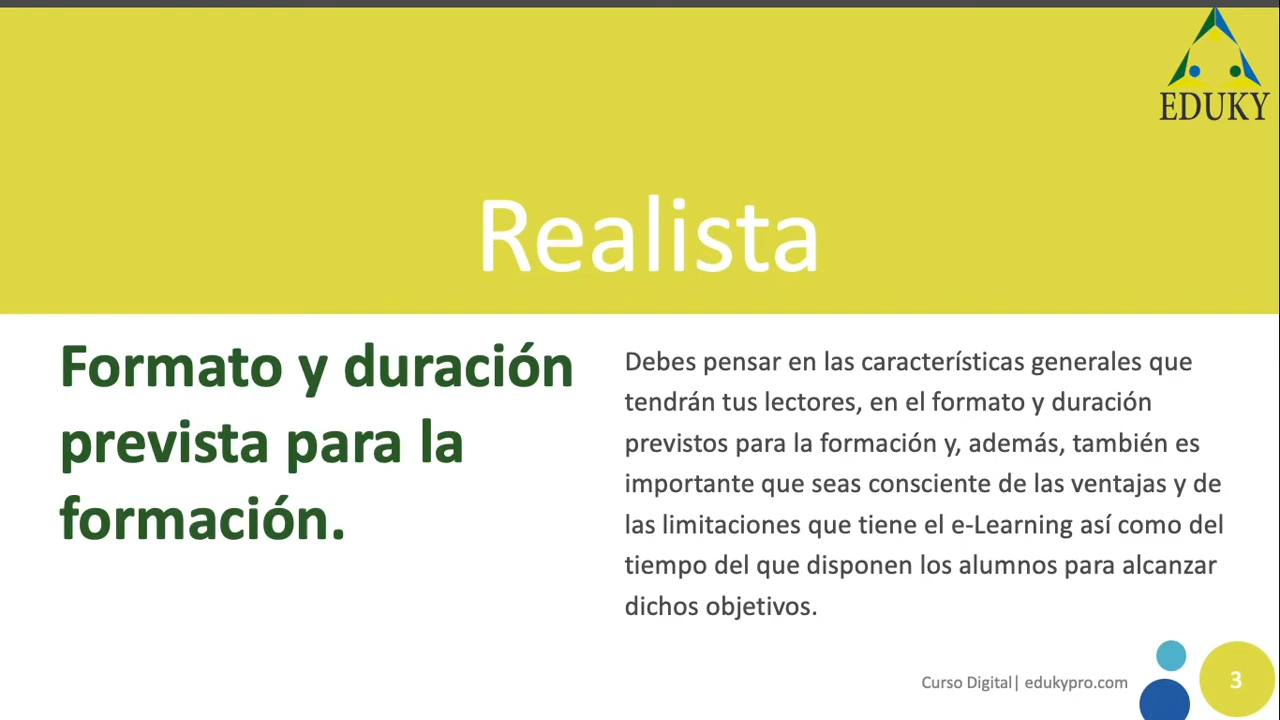 EDUKY
Realista
Formato y duración
prevista para la
formación.
Debes pensar en las características generales que
tendrán tus lectores, en el formato y duración
previstos para la formación y, además, también es
importante que seas consciente de las ventajas y de
las limitaciones que tiene el e-Learning así como del
tiempo del que disponen los alumnos para alcanzar
dichos objetivos.
Curso Digital| edukypro.com
3